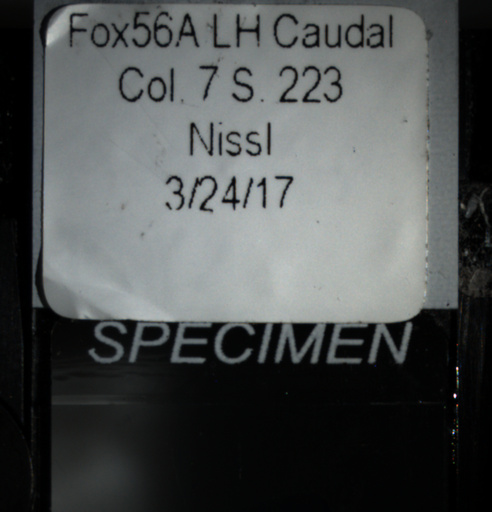 Fox56A LH Caudal
Col. 7 S. 223
Nissl
3/24/17
SPECIMEN